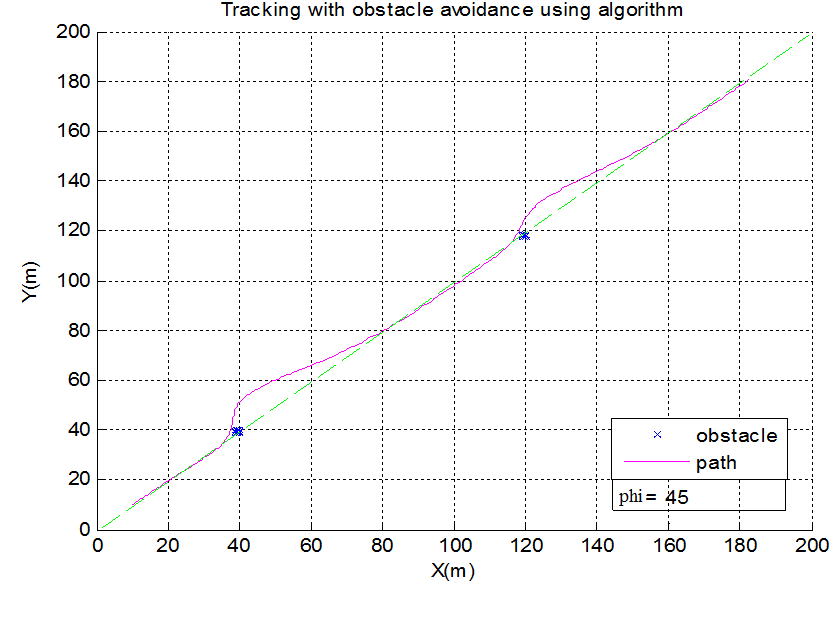 Tracking with obstacle avoidance using algorithm
200
180
160
140
120
100
80
60
40
20
0
Y(m)
obstacle
path
phi = 45
0 20 40 60 80 100 120 140 160 180 200
X(m)